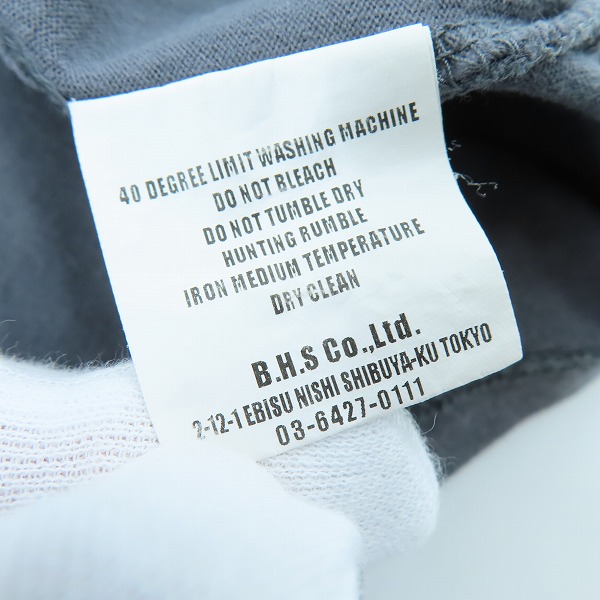 40 DEGREE LIMIT WASHING MACHINE
DO NOT BLEACH
DO NOT TUMBLE DRY
HUNTING RUMBLE
IRON MEDIUM TEMPERATURE
DRY CLEAN
B.H.S Co.,Ltd.
2-12-1 EBISU NISHI SHIBUYA-KU TOKYO
03-6427-0111